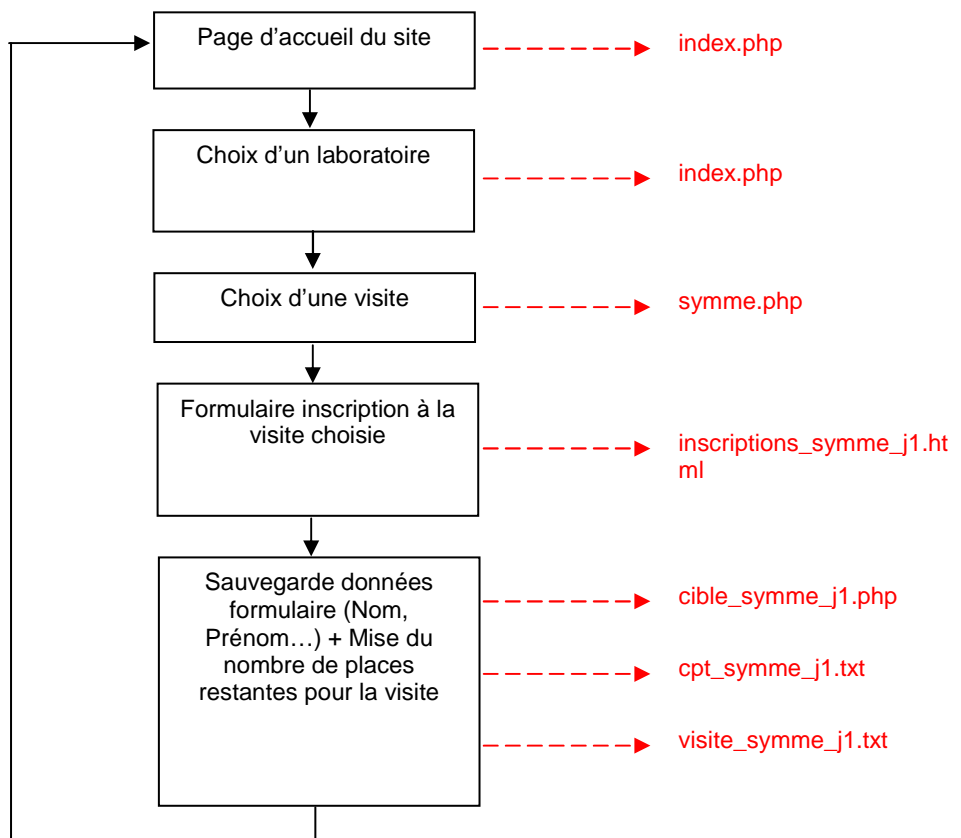 Page d'accueil du site
index.php
Choix d'un laboratoire
index.php
Choix d'une visite
symme.php
Formulaire inscription à la
visite choisie
inscriptions_symme_j1.ht
ml
Sauvegarde données
formulaire (Nom,
Prénom…) + Mise du
nombre de places
restantes pour la visite
cible_symme_j1.php
cpt_symme_j1.txt
visite_symme_j1.txt